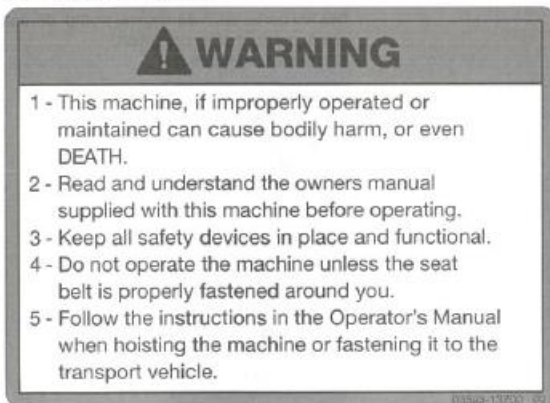 WARNING
1 - This machine, if improperly operated or
maintained can cause bodily harm, or even
DEATH.
2 - Read and understand the owners manual
supplied with this machine before operating.
3 - Keep all safety devices in place and functional.
4 - Do not operate the machine unless the seat
belt is properly fastened around you.
5 - Follow the instructions in the Operator's Manual
when hoisting the machine or fastening it to the
transport vehicle.